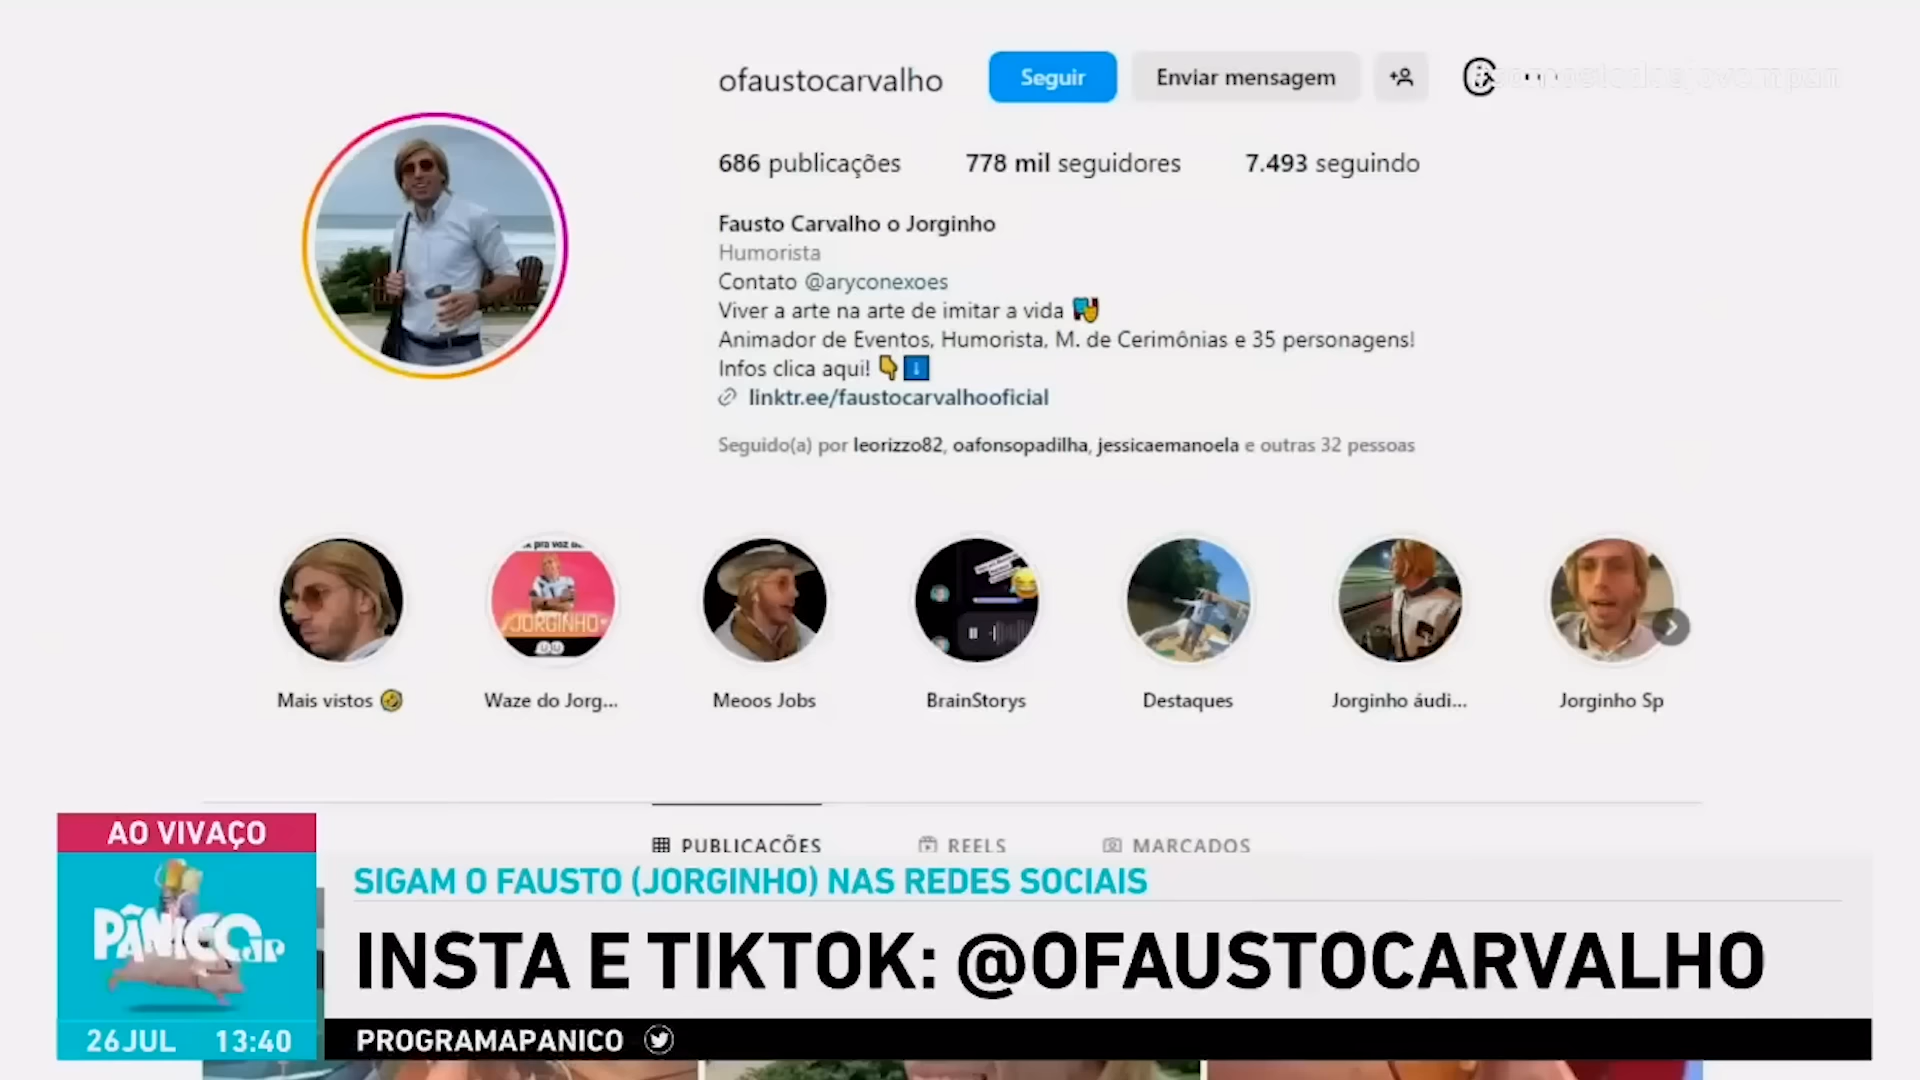 ofaustocarvalho
Seguir
Enviar mensagem
686 publicações
778 mil seguidores
7.493 seguindo
Fausto Carvalho o Jorginho
Humorista
Contato @aryconexoes
Viver a arte na arte de imitar a vida
Animador de Eventos, Humorista, M. de Cerimônias e 35 personagens!
Infos clica aqui!
linktr.ee/faustocarvalhooficial
Seguido(a) por leorizzo82, oafonsopadilha, jessicaemanoela e outras 32 pessoas
JORGINHO
Mais vistos
Waze do Jorg...
Meoos Jobs
BrainStorys
Destaques
Jorginho áudi...
Jorginho Sp
PUBLICAÇÕES
REELS
MARCADOS
AO VIVAÇO
PÂNICO JP
26JUL 13:40
SIGAM O FAUSTO (JORGINHO) NAS REDES SOCIAIS
INSTA E TIKTOK: @OFAUSTOCARVALHO
PROGRAMAPANICO